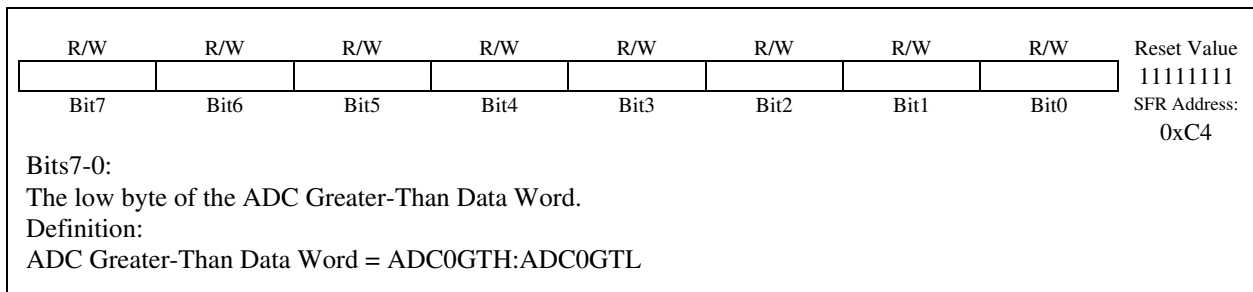 R/W R/W R/W R/W R/W R/W R/W R/W Reset Value
11111111
Bit7 Bit6 Bit5 Bit4 Bit3 Bit2 Bit1 Bit0 SFR Address:
0xC4
Bits7-0:
The low byte of the ADC Greater-Than Data Word.
Definition:
ADC Greater-Than Data Word = ADC0GTH:ADC0GTL